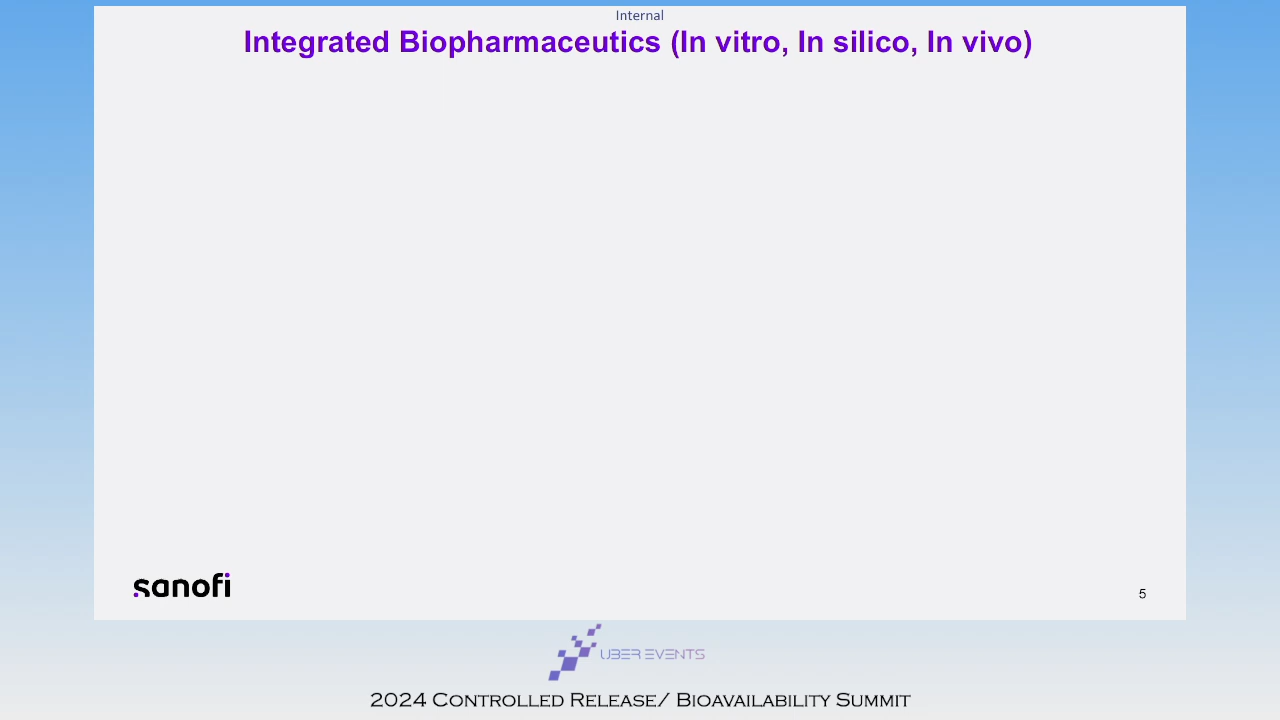 Internal
Integrated Biopharmaceutics (In vitro, In silico, In vivo)
sanofi
5
UBER EVENTS
2024 Controlled Release/ Bioavailability Summit